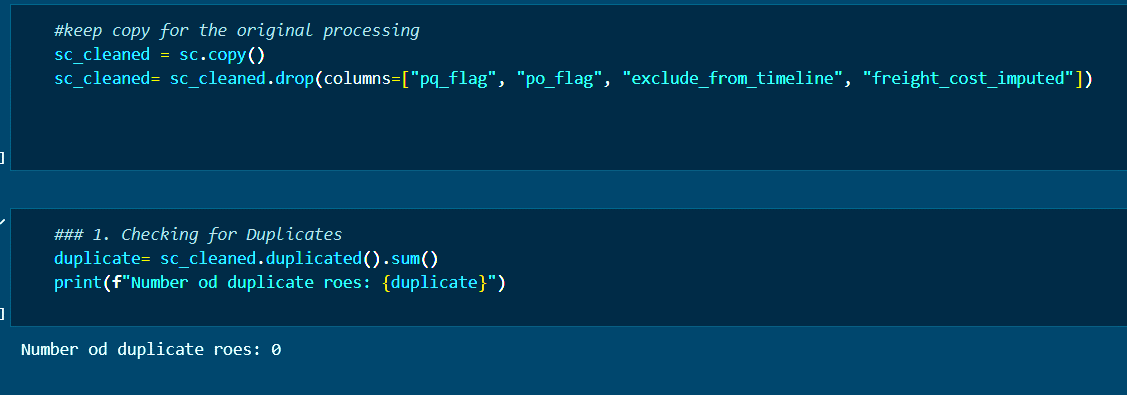 #keep copy for the original processing
sc_cleaned = sc.copy()
sc_cleaned= sc_cleaned.drop(columns=["pq_flag", "po_flag", "exclude_from_timeline", "freight_cost_imputed"])
]
### 1. Checking for Duplicates
duplicate= sc_cleaned.duplicated().sum()
print(f"Number od duplicate roes: {duplicate}")
]
Number od duplicate roes: 0